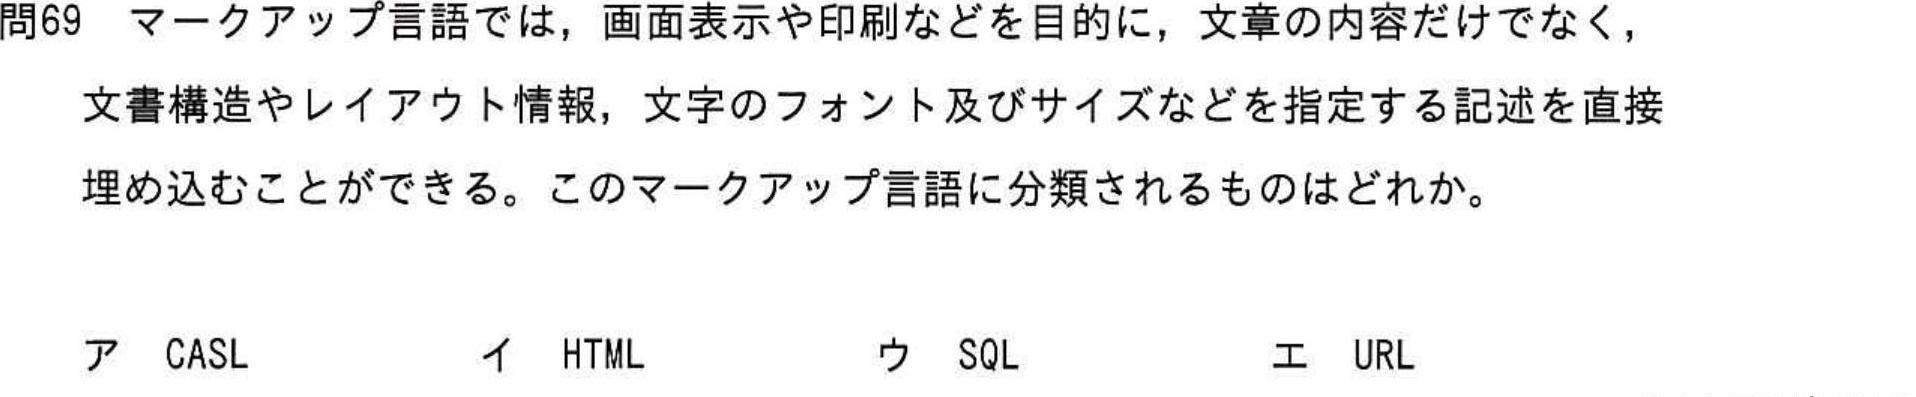 問69　マークアップ言語では，画面表示や印刷などを目的に，文章の内容だけでなく，
文書構造やレイアウト情報，文字のフォント及びサイズなどを指定する記述を直接
埋め込むことができる。このマークアップ言語に分類されるものはどれか。
ア　CASL　イ　HTML　ウ　SQL　エ　URL